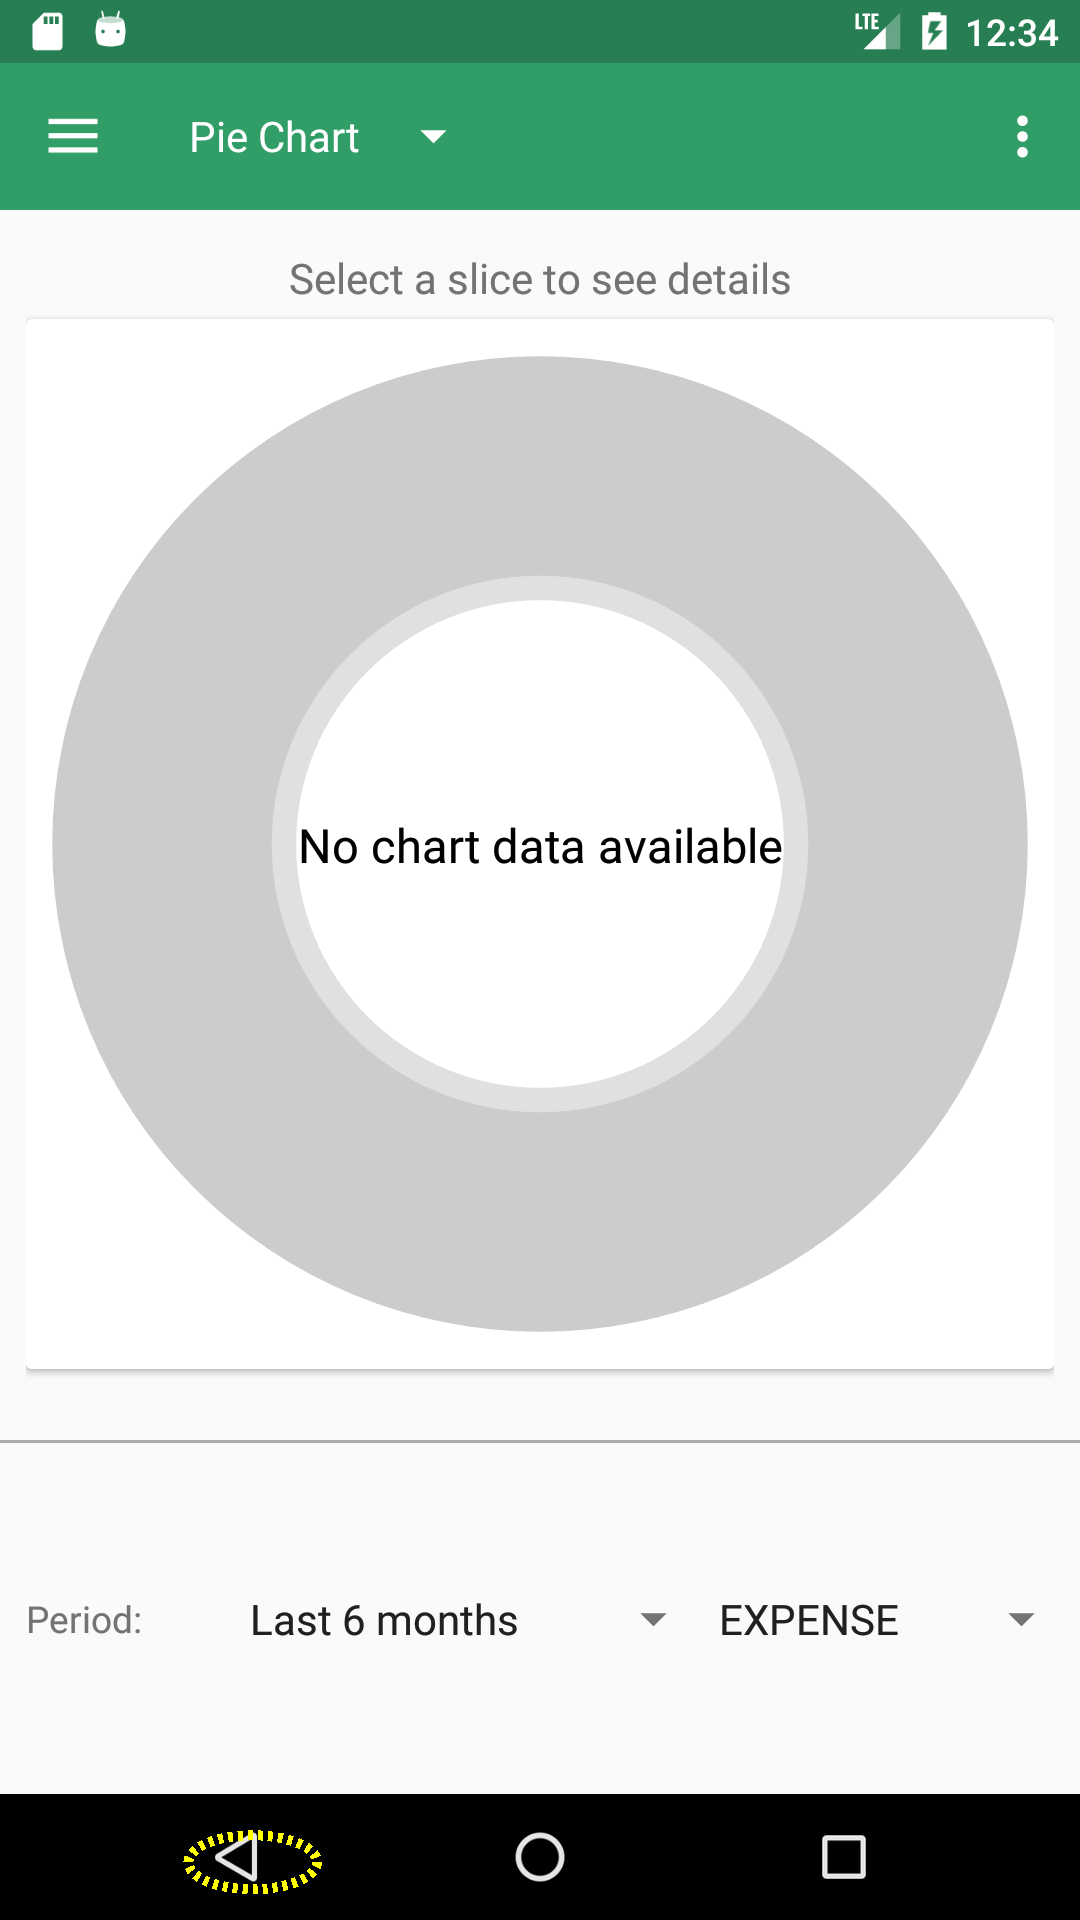 LTE 12:34
Pie Chart
Select a slice to see details
No chart data available
Period: Last 6 months EXPENSE